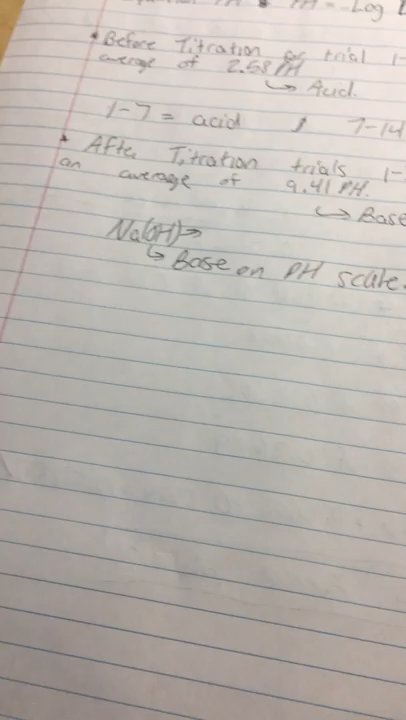 PH = -Log
* Before Titration for trial 1-
average of 2.58 PH
↳ Acid.
1-7 = acid ; 7-14
* After Titration trials 1-
an average of 9.41 PH.
↳ Base
Na(OH)→
↳ Base on PH scale.